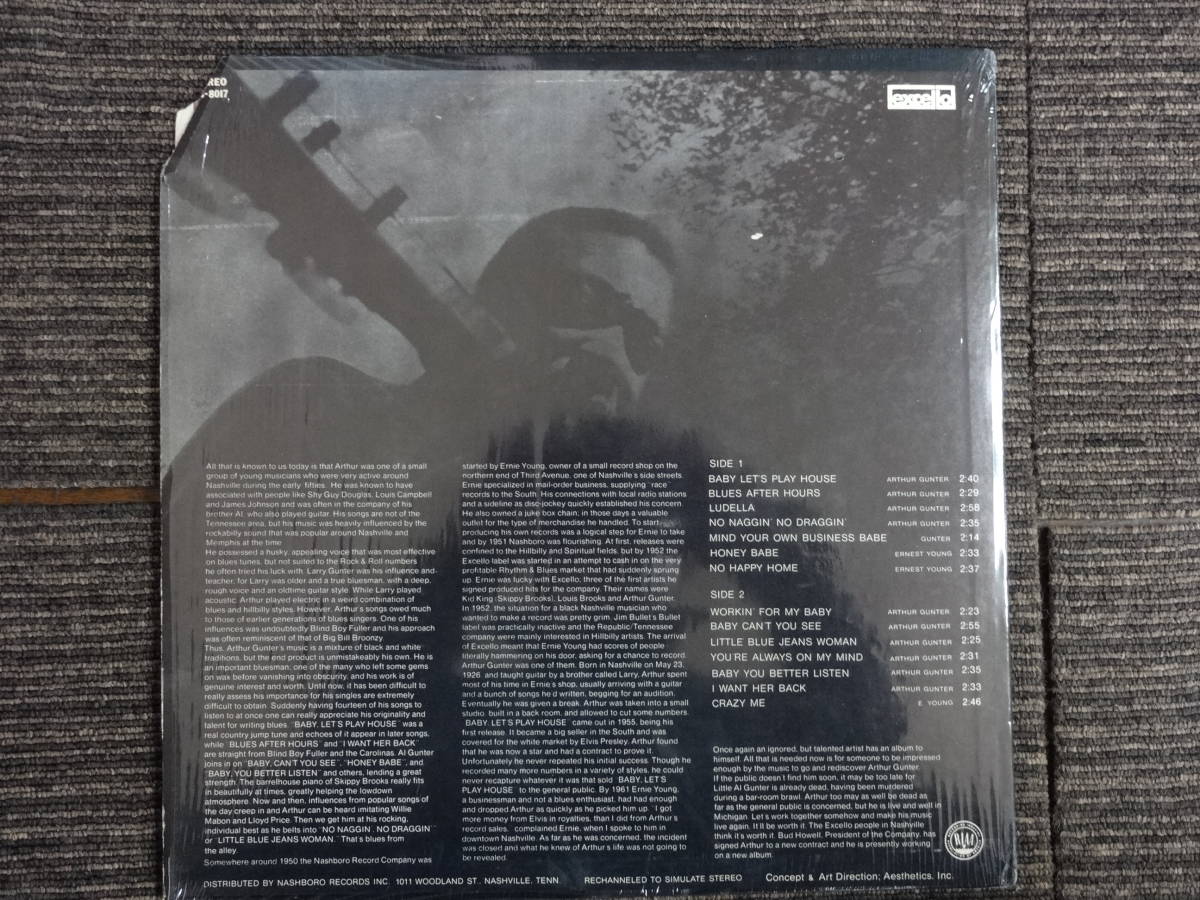 REO
-8017
excello
All that is known to us today is that Arthur was one of a small
group of young musicians who were very active around
Nashville during the early fifties. He was known to have
associated with people like Shy Guy Douglas, Louis Campbell
and James Johnson and was often in the company of his
brother Al, who also played guitar. His songs are not of the
Tennessee area, but his music was heavily influenced by the
rockabilly sound that was popular around Nashville and
Memphis at the time.
He possessed a husky, appealing voice that was most effective
on blues tunes, but not suited to the Rock & Roll numbers
he often tried his luck with. Larry Gunter was his influence and
teacher, for Larry was older and a true bluesman, with a deep,
rough voice and an oldtime guitar style. While Larry played
acoustic, Arthur played electric in a weird combination of
blues and hillbilly styles. However, Arthur's songs owed much
to those of earlier generations of blues singers. One of his
influences was undoubtedly Blind Boy Fuller and his approach
was often reminiscent of that of Big Bill Broonzy.
Thus, Arthur Gunter's music is a mixture of black and white
traditions, but the end product is unmistakeably his own. He is
an important bluesman, one of the many who left some gems
on wax before vanishing into obscurity, and his work is of
genuine interest and worth. Until now, it has been difficult to
really assess his importance for his singles are extremely
difficult to obtain. Suddenly having fourteen of his songs to
listen to at once one can really appreciate his originality and
talent for writing blues. "BABY, LET'S PLAY HOUSE" was a
real country jump tune and echoes of it appear in later songs,
while "BLUES AFTER HOURS" and "I WANT HER BACK"
are straight from Blind Boy Fuller and the Carolinas. Al Gunter
joins in on "BABY, CAN'T YOU SEE", "HONEY BABE", and
"BABY, YOU BETTER LISTEN" and others, lending a great
strength. The barrelhouse piano of Skippy Brooks really fits
in beautifully at times, greatly helping the lowdown
atmosphere. Now and then, influences from popular songs of
the day creep in and Arthur can be heard imitating Willie
Mabon and Lloyd Price. Then we get him at his rocking,
individual best as he belts into "NO NAGGIN', NO DRAGGIN'"
or "LITTLE BLUE JEANS WOMAN." That's blues from
the alley.
Somewhere around 1950 the Nashboro Record Company was
started by Ernie Young, owner of a small record shop on the
northern end of Third Avenue, one of Nashville's side streets.
Ernie specialized in mail-order business, supplying "race"
records to the South. His connections with local radio stations
and a sideline as disc-jockey quickly established his concern.
He also owned a juke box chain, in those days a valuable
outlet for the type of merchandise he handled. To start
producing his own records was a logical step for Ernie to take
and by 1951 Nashboro was flourishing. At first, releases were
confined to the Hillbilly and Spiritual fields, but by 1952 the
Excello label was started in an attempt to cash in on the very
profitable Rhythm & Blues market that had suddenly sprung
up. Ernie was lucky with Excello; three of the first artists he
signed produced hits for the company. Their names were
Kid King (Skippy Brooks), Louis Brooks and Arthur Gunter.
In 1952, the situation for a black Nashville musician who
wanted to make a record was pretty grim. Jim Bullet's Bullet
label was practically inactive and the Republic/Tennessee
company were mainly interested in Hillbilly artists. The arrival
of Excello meant that Ernie Young had scores of people
literally hammering on his door, asking for a chance to record.
Arthur Gunter was one of them. Born in Nashville on May 23,
1926, and taught guitar by a brother called Larry, Arthur spent
most of his time in Ernie's shop, usually arriving with a guitar
and a bunch of songs he'd written, begging for an audition.
Eventually he was given a break. Arthur was taken into a small
studio, built in a back room, and allowed to cut some numbers.
"BABY, LET'S PLAY HOUSE" came out in 1955, being his
first release. It became a big seller in the South and was
covered for the white market by Elvis Presley. Arthur found
that he was now a star and had a contract to prove it.
Unfortunately he never repeated his initial success. Though he
recorded many more numbers in a variety of styles, he could
never recapture whatever it was that sold "BABY, LET'S
PLAY HOUSE" to the general public. By 1961 Ernie Young,
a businessman and not a blues enthusiast, had had enough
and dropped Arthur as quickly as he picked him up. "I got
more money from Elvis in royalties, than I did from Arthur's
record sales," complained Ernie, when I spoke to him in
downtown Nashville. As far as he was concerned, the incident
was closed and what he knew of Arthur's life was not going to
be revealed.
SIDE 1
BABY LET'S PLAY HOUSE ARTHUR GUNTER 2:40
BLUES AFTER HOURS ARTHUR GUNTER 2:29
LUDELLA ARTHUR GUNTER 2:58
NO NAGGIN' NO DRAGGIN' ARTHUR GUNTER 2:35
MIND YOUR OWN BUSINESS BABE GUNTER 2:14
HONEY BABE ERNEST YOUNG 2:33
NO HAPPY HOME ERNEST YOUNG 2:37
SIDE 2
WORKIN' FOR MY BABY ARTHUR GUNTER 2:23
BABY CAN'T YOU SEE ARTHUR GUNTER 2:55
LITTLE BLUE JEANS WOMAN ARTHUR GUNTER 2:25
YOU'RE ALWAYS ON MY MIND ARTHUR GUNTER 2:31
BABY YOU BETTER LISTEN ARTHUR GUNTER 2:35
I WANT HER BACK ARTHUR GUNTER 2:33
CRAZY ME E. YOUNG 2:46
Once again an ignored, but talented artist has an album to
himself. All that is needed now is for someone to be impressed
enough by the music to go and rediscover Arthur Gunter.
If the public doesn't find him soon, it may be too late for
Little Al Gunter is already dead, having been murdered
during a bar-room brawl. Arthur too may as well be dead as
far as the general public is concerned, but he is live and well in
Michigan. Let's work together somehow and make his music
live again. It'll be worth it. The Excello people in Nashville
think it's worth it. Bud Howell, President of the Company, has
signed Arthur to a new contract and he is presently working
on a new album.
DISTRIBUTED BY NASHBORO RECORDS INC. 1011 WOODLAND ST., NASHVILLE, TENN. RECHANNELED TO SIMULATE STEREO Concept & Art Direction; Aesthetics, Inc.